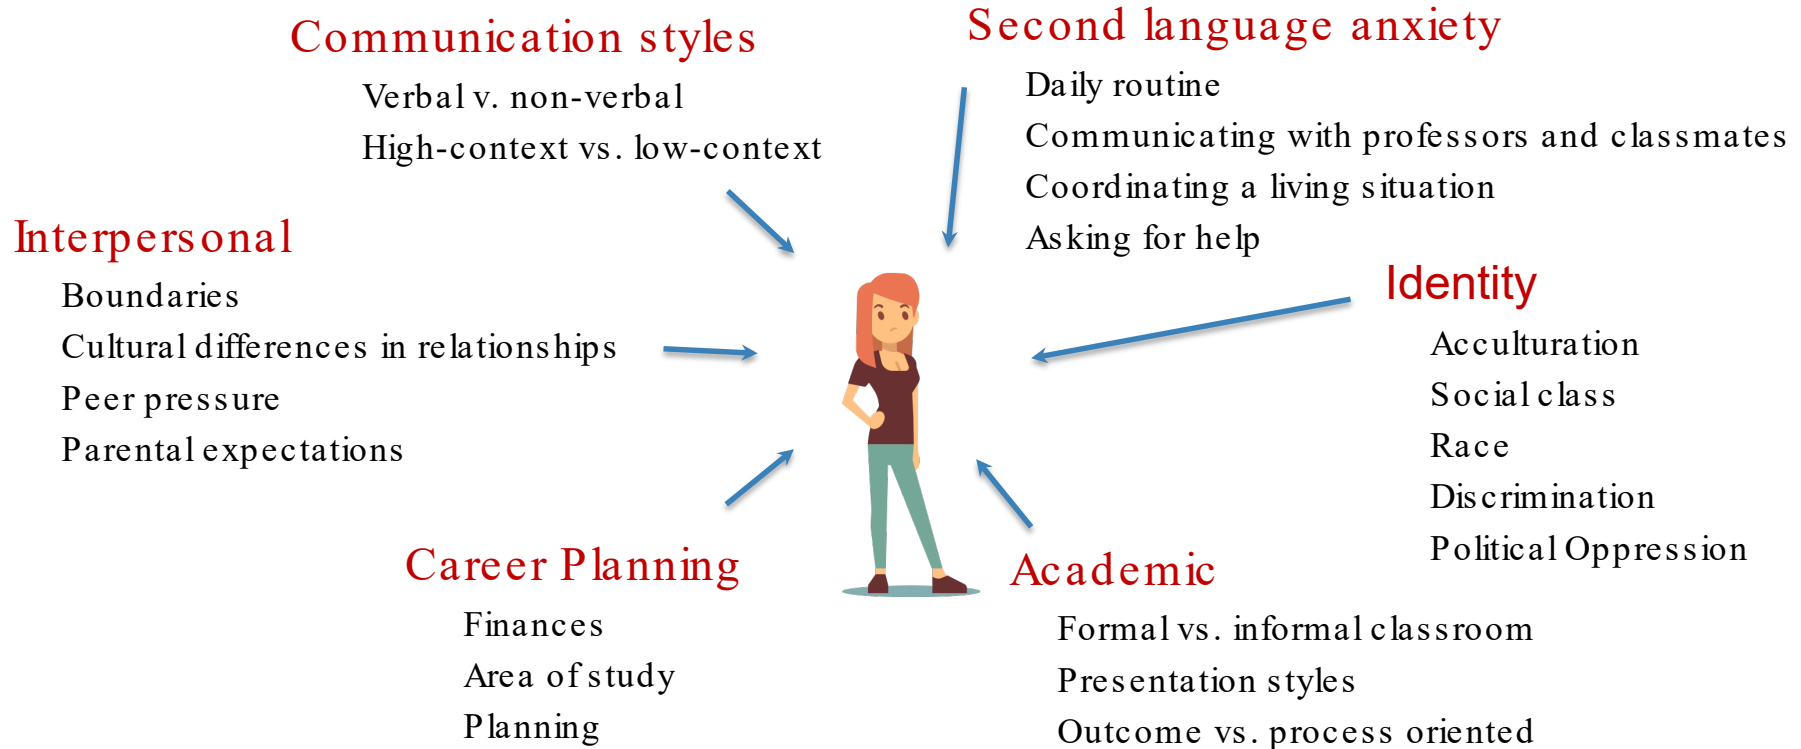 Communication styles
Verbal v. non-verbal
High-context vs. low-context
Second language anxiety
Daily routine
Communicating with professors and classmates
Coordinating a living situation
Asking for help
Interpersonal
Boundaries
Cultural differences in relationships
Peer pressure
Parental expectations
Identity
Acculturation
Social class
Race
Discrimination
Political Oppression
Career Planning
Finances
Area of study
Planning
Academic
Formal vs. informal classroom
Presentation styles
Outcome vs. process oriented